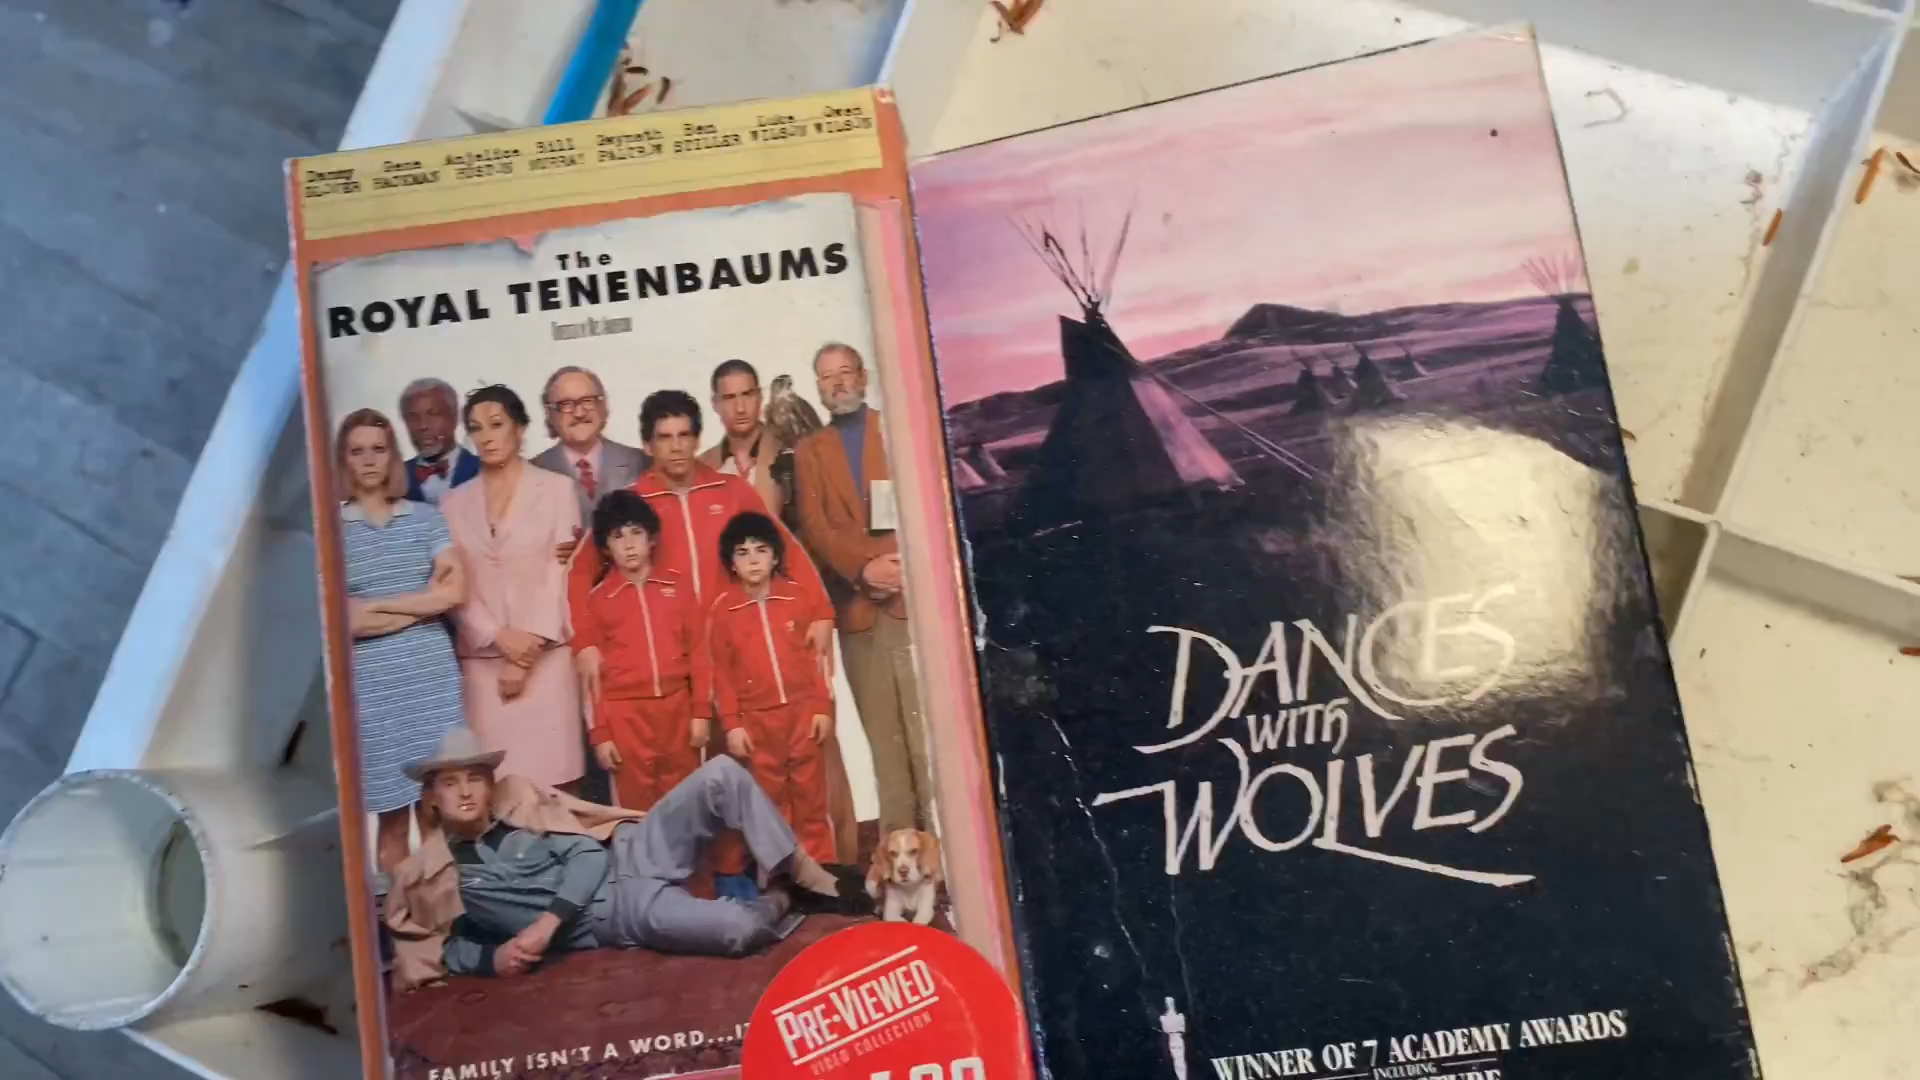 Danny Gene Anjelica Bill Gwyneth Ben Luke Owen
GLOVER HACKMAN HUSTON MURRAY PALTROW STILLER WILSON WILSON
The
ROYAL TENENBAUMS
FAMILY ISN'T A WORD...
PRE-VIEWED
VIDEO COLLECTION
DANCES
WITH
WOLVES
WINNER OF 7 ACADEMY AWARDS
INCLUDING